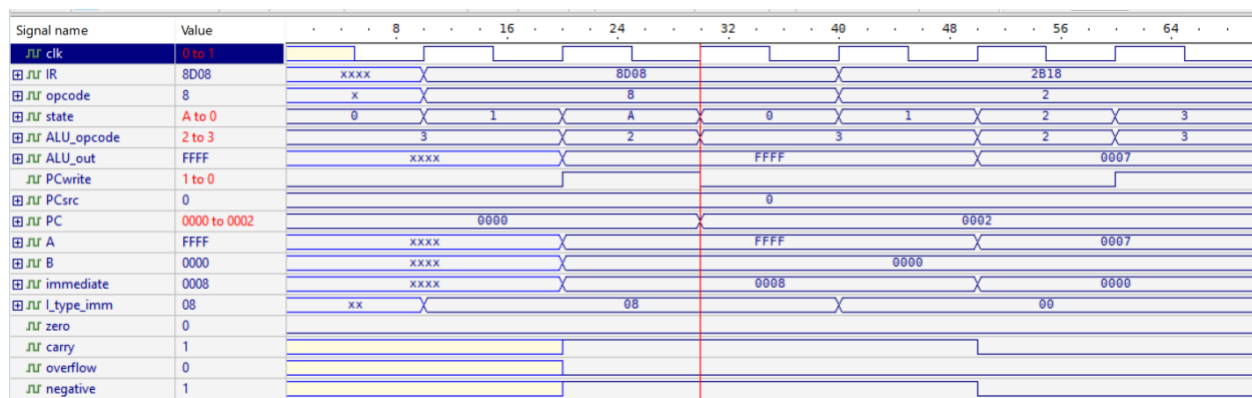 Signal name Value 8 16 24 32 40 48 56 64
clk 0 to 1
IR 8D08 xxxx 8D08 2B18
opcode 8 x 8 2
state A to 0 0 1 A 0 1 2 3
ALU_opcode 2 to 3 3 2 3 2 3
ALU_out FFFF xxxx FFFF 0007
PCwrite 1 to 0
PCsrc 0 0
PC 0000 to 0002 0000 0002
A FFFF xxxx FFFF 0007
B 0000 xxxx 0000
immediate 0008 xxxx 0008 0000
I_type_imm 08 xx 08 00
zero 0
carry 1
overflow 0
negative 1